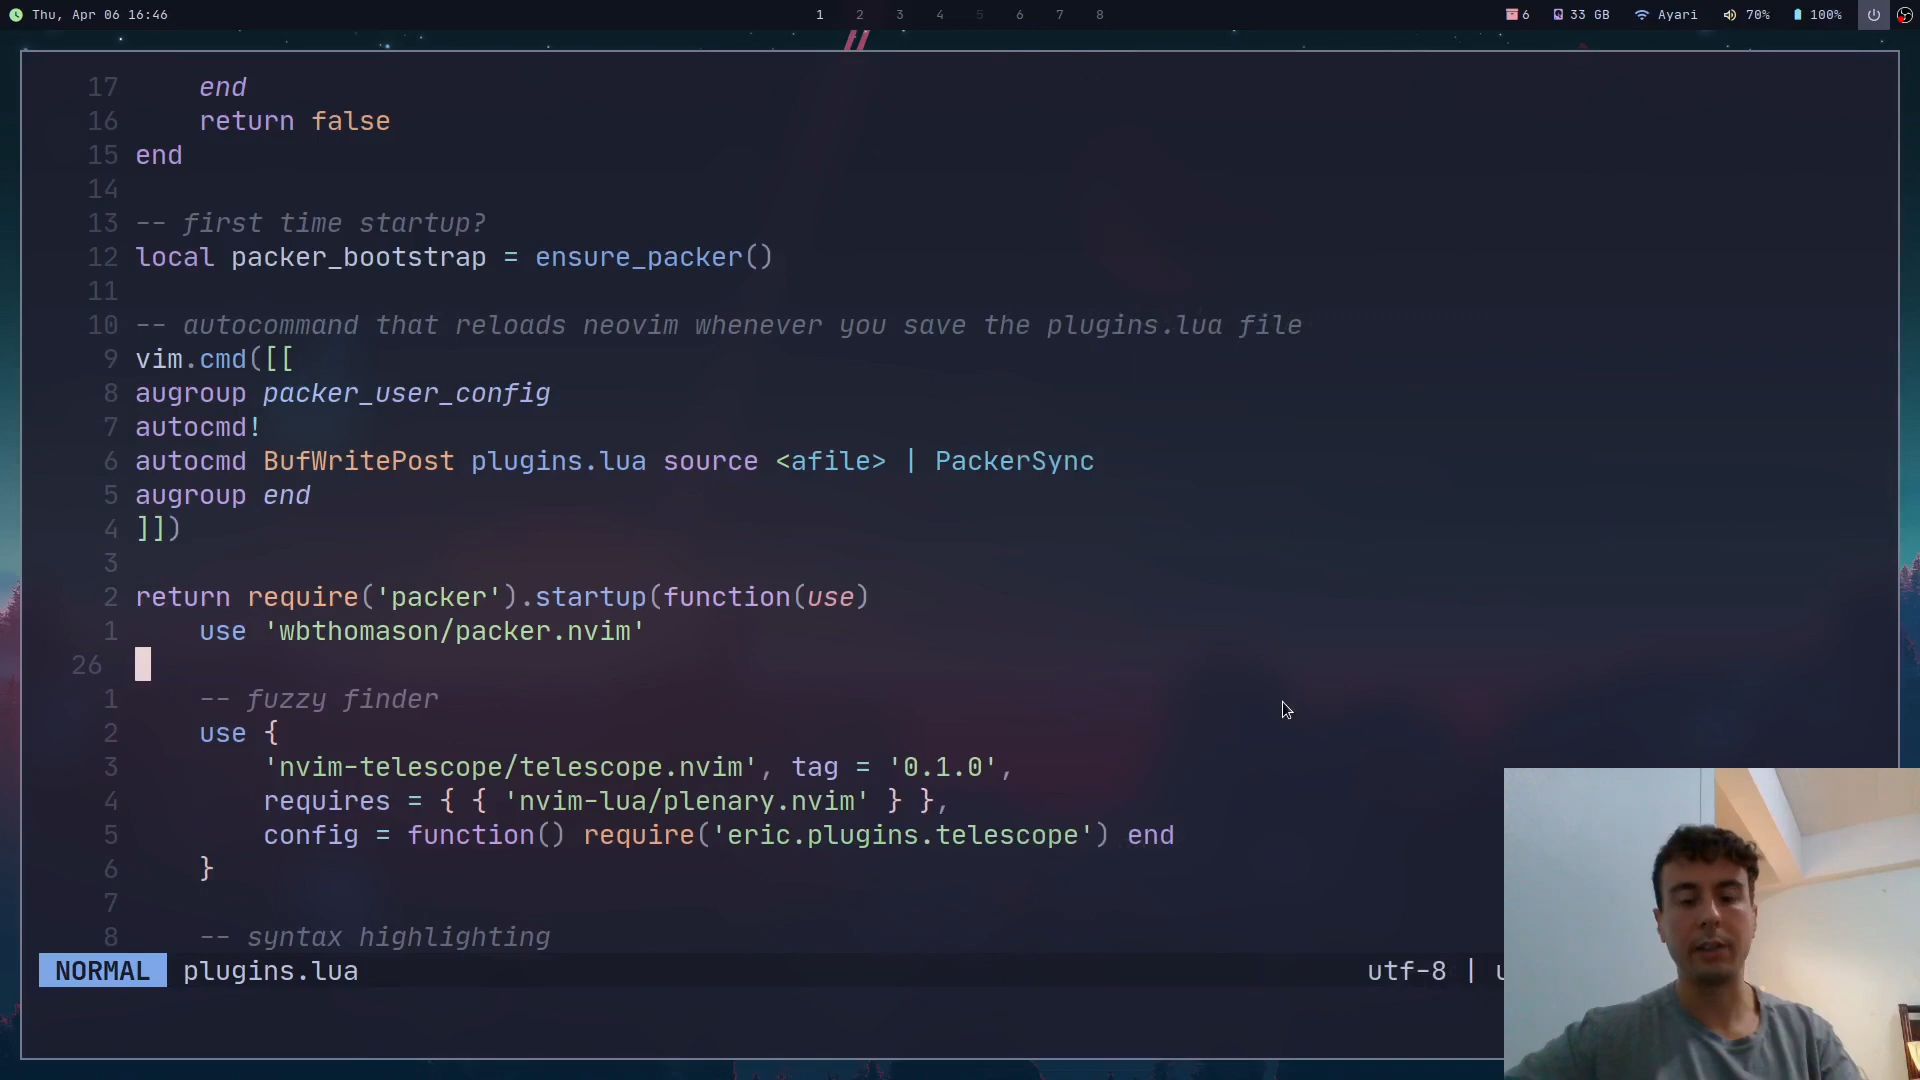 Thu, Apr 06 16:46 1 2 3 4 5 6 7 8 6 33 GB Ayari 70% 100%
17 end
16 return false
15 end
14
13 -- first time startup?
12 local packer_bootstrap = ensure_packer()
11
10 -- autocommand that reloads neovim whenever you save the plugins.lua file
9 vim.cmd([[
8 augroup packer_user_config
7 autocmd!
6 autocmd BufWritePost plugins.lua source <afile> | PackerSync
5 augroup end
4 ]])
3
2 return require('packer').startup(function(use)
1 use 'wbthomason/packer.nvim'
26
1 -- fuzzy finder
2 use {
3 'nvim-telescope/telescope.nvim', tag = '0.1.0',
4 requires = { { 'nvim-lua/plenary.nvim' } },
5 config = function() require('eric.plugins.telescope') end
6 }
7
8 -- syntax highlighting
NORMAL plugins.lua utf-8 |